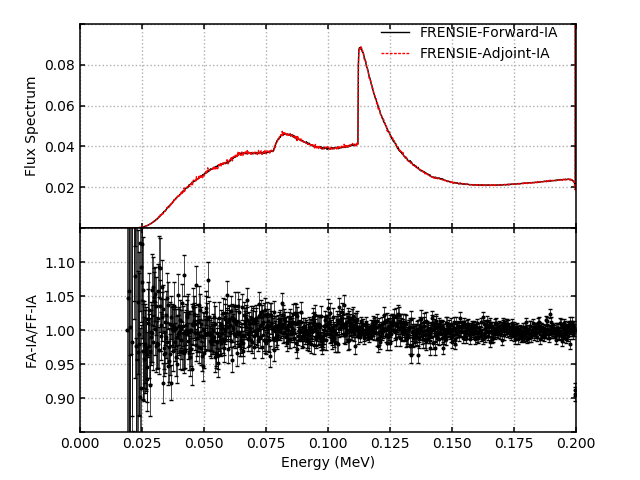 FRENSIE-Forward-IA
FRENSIE-Adjoint-IA
Flux Spectrum
0.08
0.06
0.04
0.02
FA-IA/FF-IA
1.10
1.05
1.00
0.95
0.90
0.000 0.025 0.050 0.075 0.100 0.125 0.150 0.175 0.200
Energy (MeV)